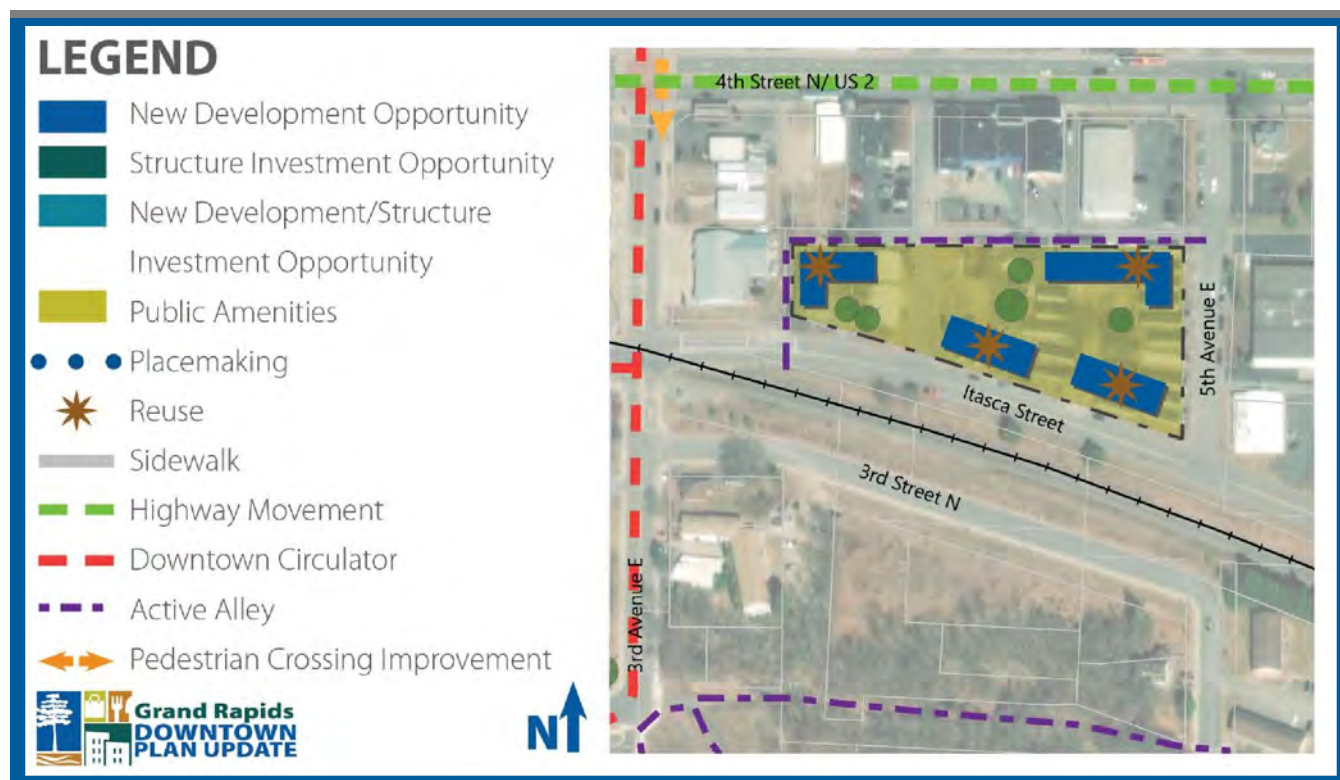 LEGEND
New Development Opportunity
Structure Investment Opportunity
New Development/Structure
Investment Opportunity
Public Amenities
Placemaking
Reuse
Sidewalk
Highway Movement
Downtown Circulator
Active Alley
Pedestrian Crossing Improvement
Grand Rapids
DOWNTOWN
PLAN UPDATE
N
4th Street N/ US 2
5th Avenue E
Itasca Street
3rd Street N
3rd Avenue E